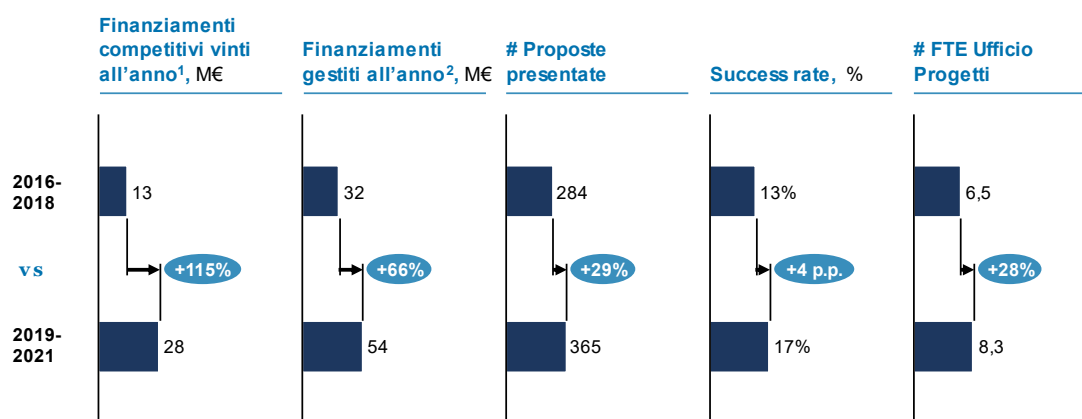 Finanziamenti
competitivi vinti
all'anno¹, M€
Finanziamenti
gestiti all'anno², M€
# Proposte
presentate
Success rate, %
# FTE Ufficio
Progetti
2016-
2018
13
32
284
13%
6,5
vs
+115%
+66%
+29%
+4 p.p.
+28%
2019-
2021
28
54
365
17%
8,3